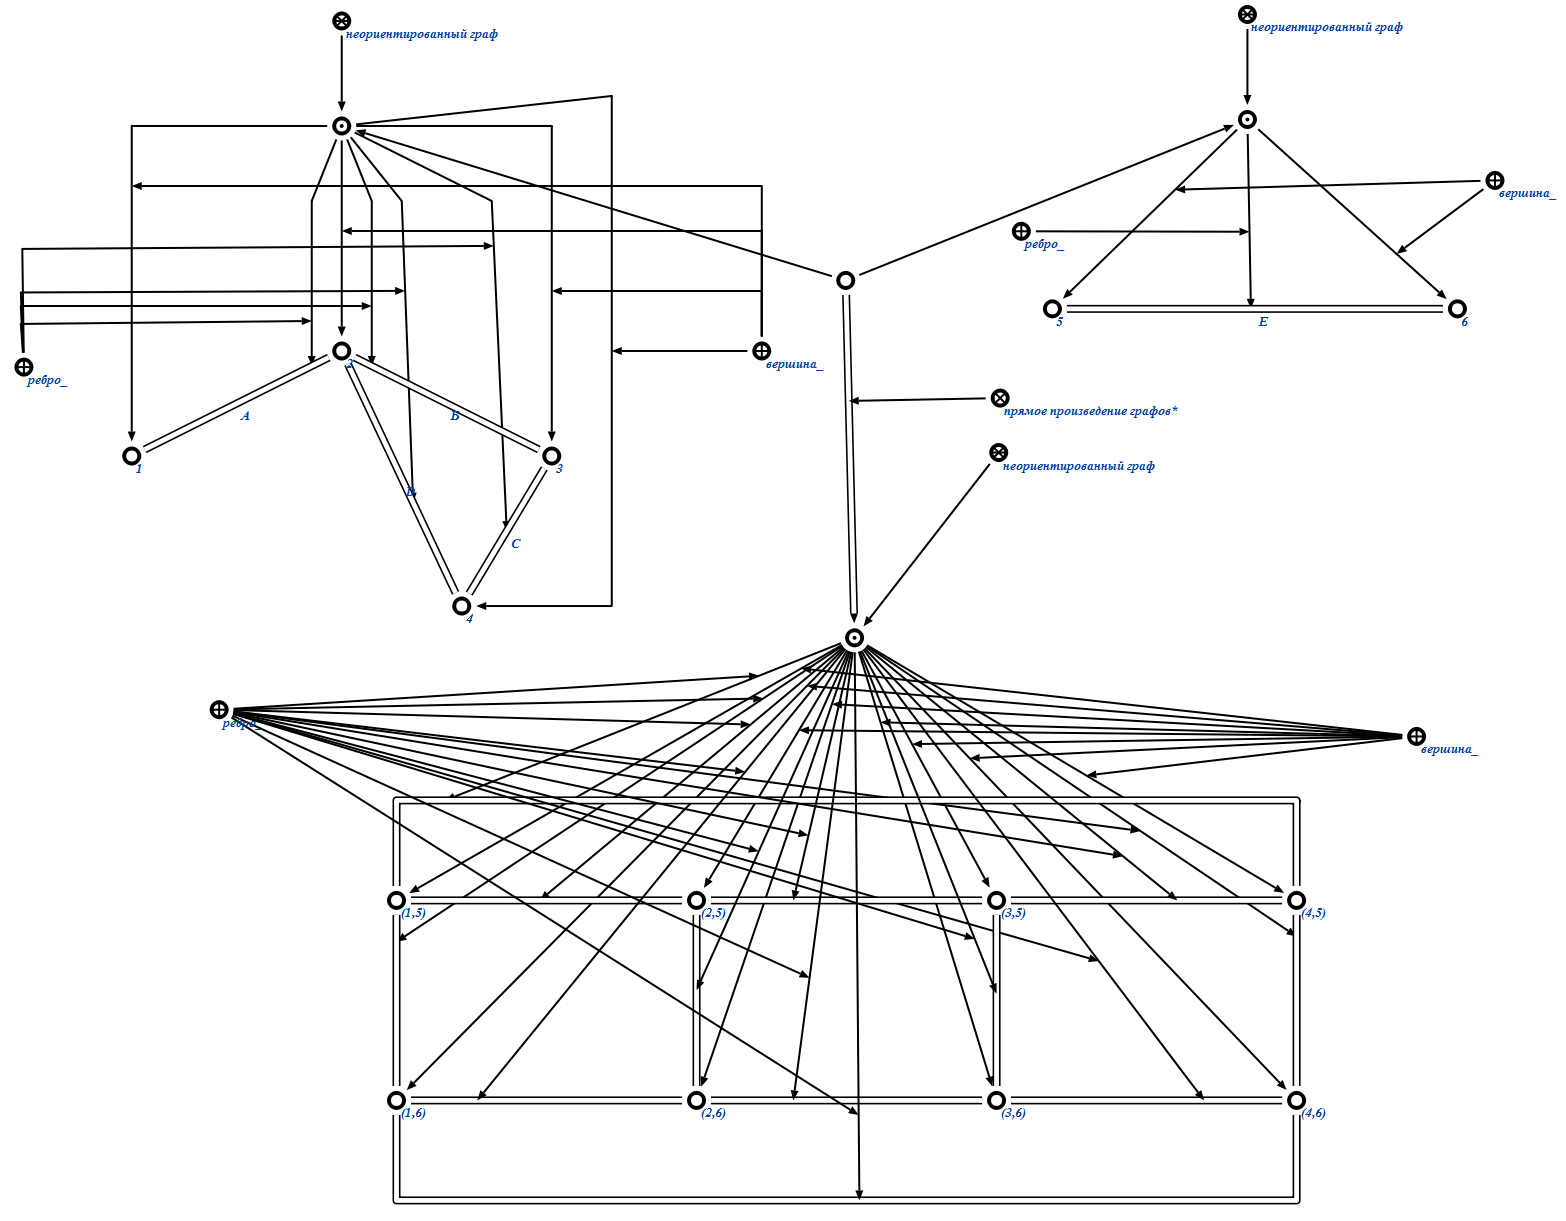 неориентированный граф
неориентированный граф
вершина_
ребро_
5
E
6
ребро_
2
вершина_
A
B
прямое произведение графов*
1
3
неориентированный граф
D
C
4
ребро_
вершина_
(1,5)
(2,5)
(3,5)
(4,5)
(1,6)
(2,6)
(3,6)
(4,6)